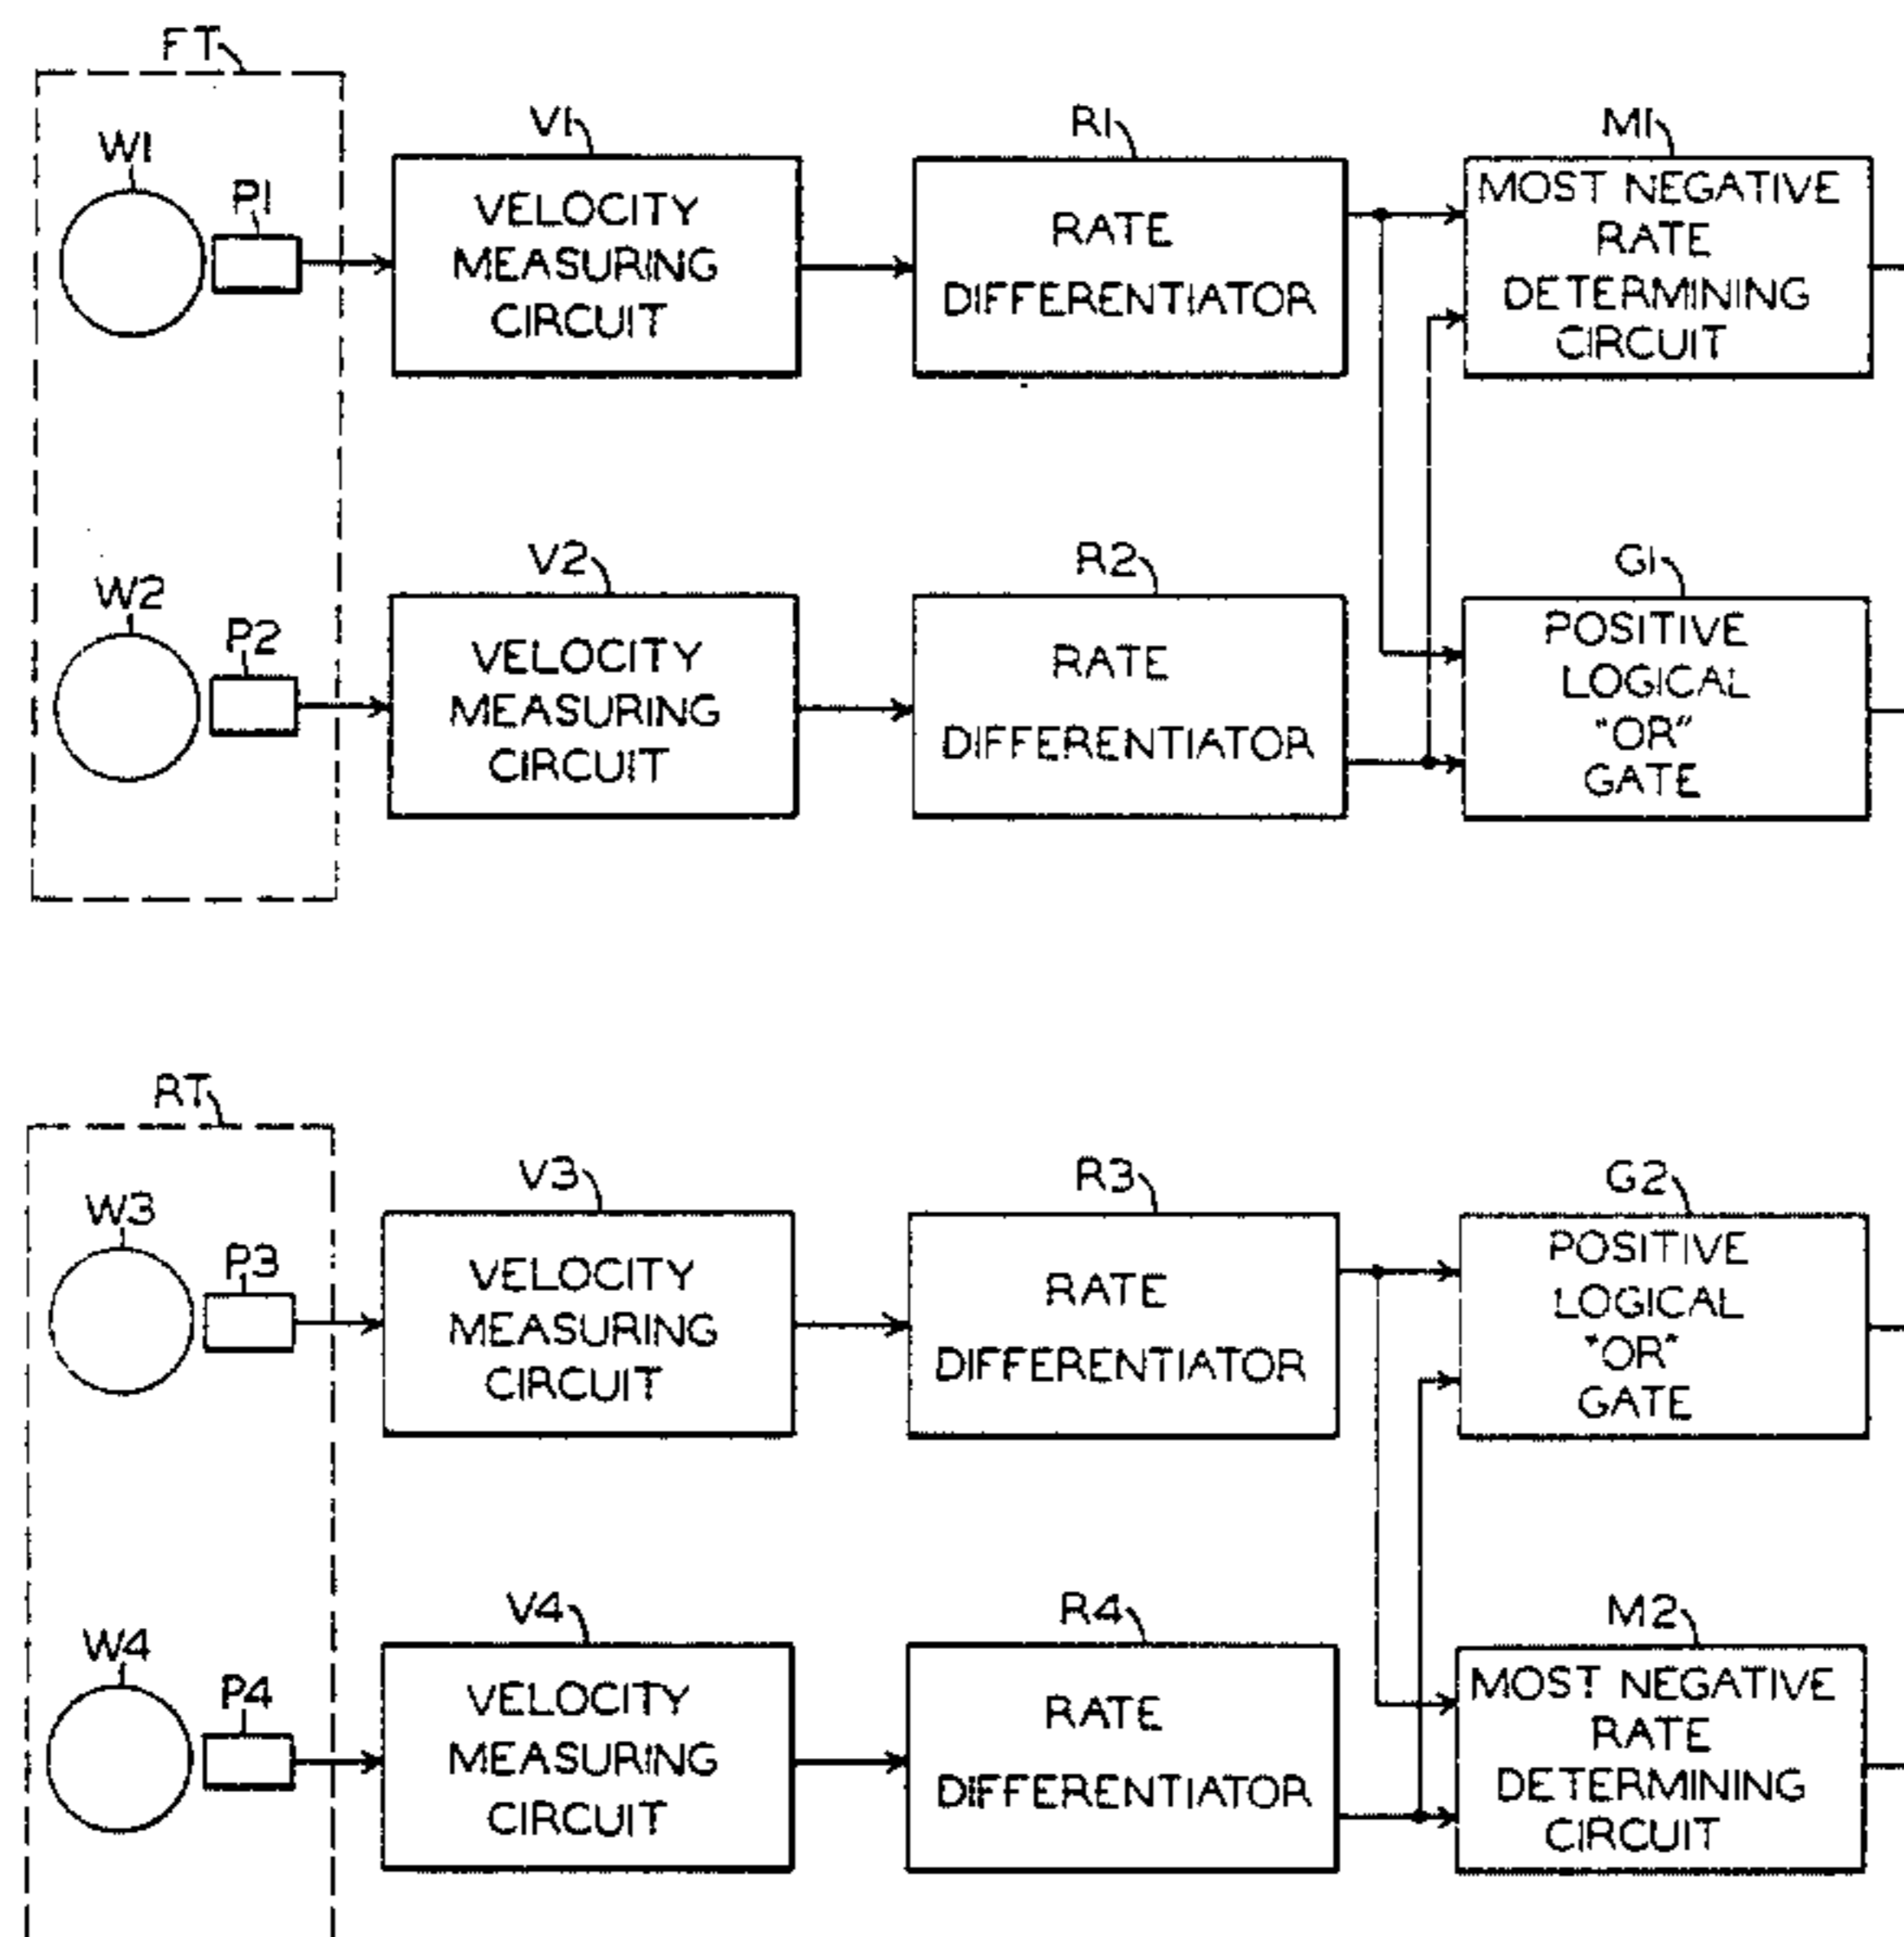 FT
W1
P1
V1
VELOCITY
MEASURING
CIRCUIT
R1
RATE
DIFFERENTIATOR
M1
MOST NEGATIVE
RATE
DETERMINING
CIRCUIT
W2
P2
V2
VELOCITY
MEASURING
CIRCUIT
R2
RATE
DIFFERENTIATOR
G1
POSITIVE
LOGICAL
"OR"
GATE
RT
W3
P3
V3
VELOCITY
MEASURING
CIRCUIT
R3
RATE
DIFFERENTIATOR
G2
POSITIVE
LOGICAL
"OR"
GATE
W4
P4
V4
VELOCITY
MEASURING
CIRCUIT
R4
RATE
DIFFERENTIATOR
M2
MOST NEGATIVE
RATE
DETERMINING
CIRCUIT